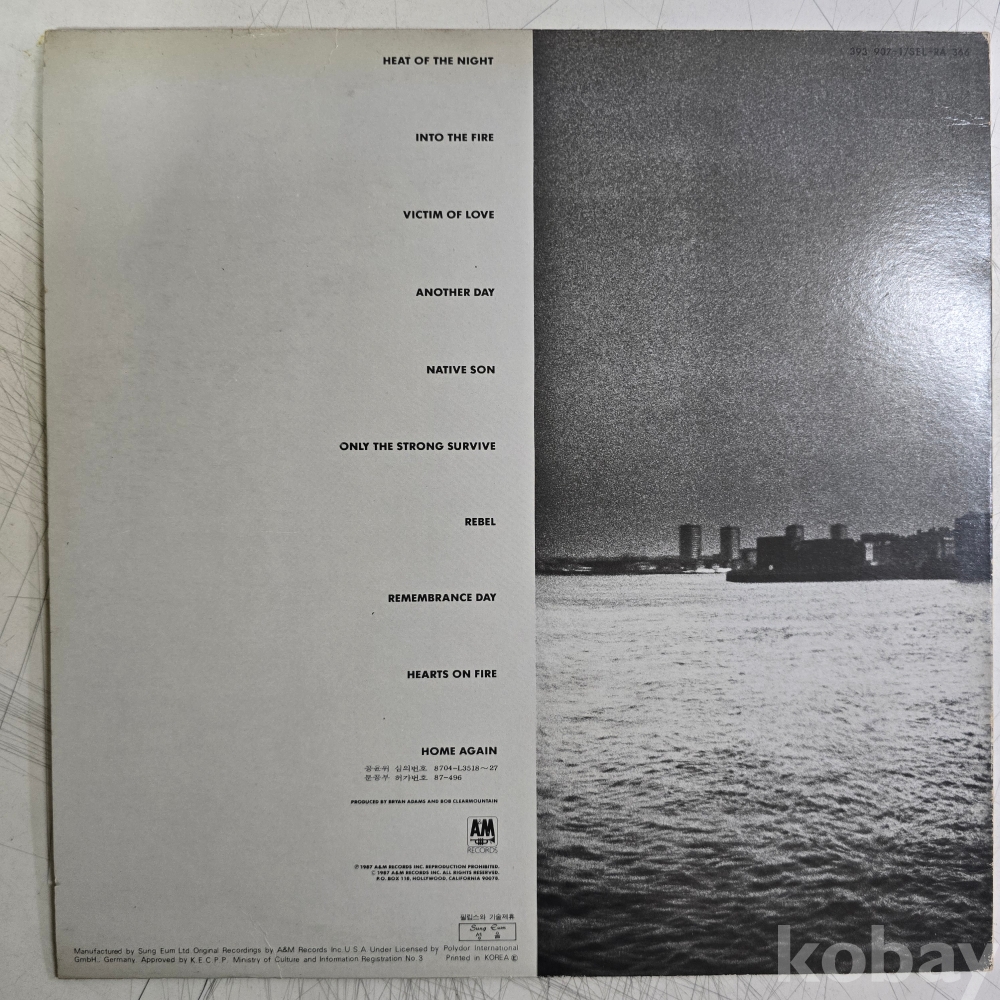 393 907-1/SEL-RA 366
HEAT OF THE NIGHT
INTO THE FIRE
VICTIM OF LOVE
ANOTHER DAY
NATIVE SON
ONLY THE STRONG SURVIVE
REBEL
REMEMBRANCE DAY
HEARTS ON FIRE
HOME AGAIN
공윤위 심의번호 8704-L3518~27
문공부 허가번호 87-496
PRODUCED BY BRYAN ADAMS AND BOB CLEARMOUNTAIN
A&M
RECORDS
℗ 1987 A&M RECORDS INC. REPRODUCTION PROHIBITED.
© 1987 A&M RECORDS INC. ALL RIGHTS RESERVED.
P.O. BOX 118, HOLLYWOOD, CALIFORNIA 90078.
필립스와 기술제휴
Sung Eum
성 음
Manufactured by Sung Eum Ltd. Original Recordings by A&M Records Inc. U.S.A. Under Licensed by Polydor International
GmbH., Germany. Approved by K.E.C.P.P. Ministry of Culture and Information Registration No. 3 Printed in KOREA Ⓔ
kobay